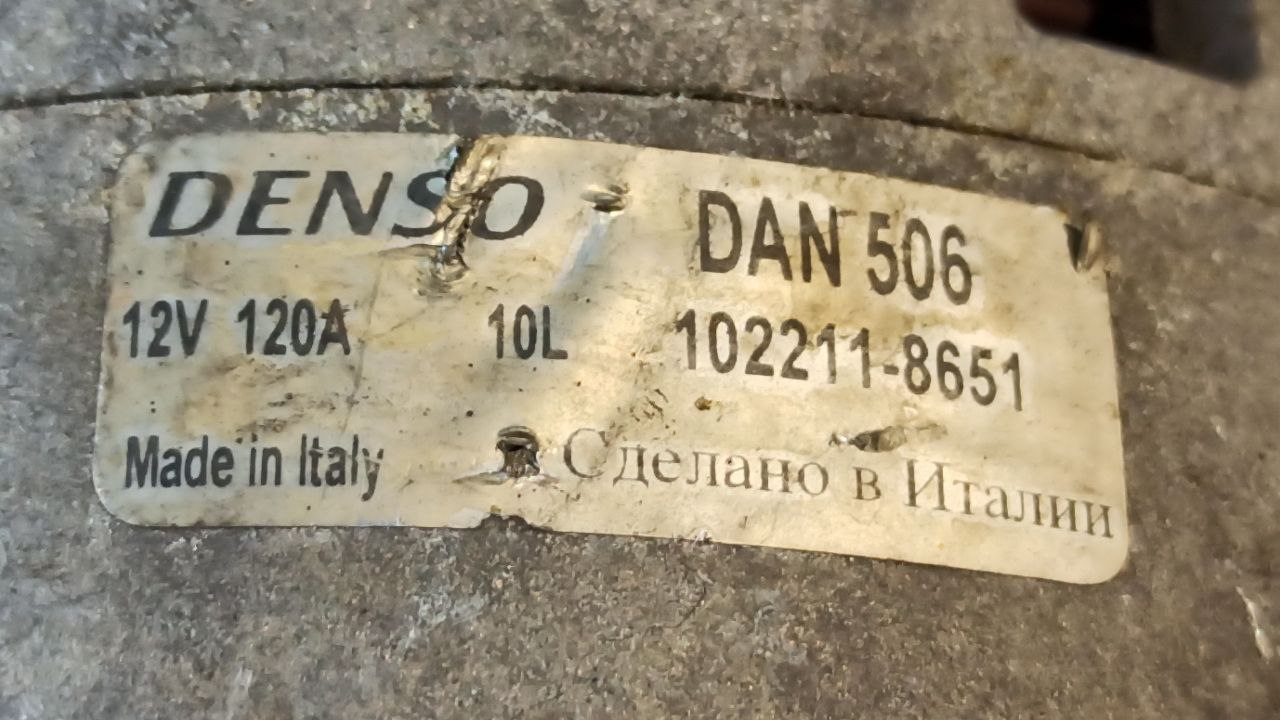 DENSO DAN 506
12V 120A 10L 102211-8651
Made in Italy Сделано в Италии